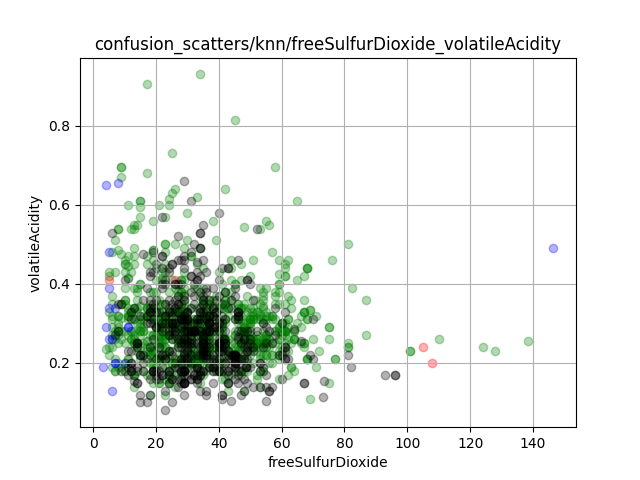 confusion_scatters/knn/freeSulfurDioxide_volatileAcidity
0.8
0.6
0.4
0.2
volatileAcidity
0 20 40 60 80 100 120 140
freeSulfurDioxide